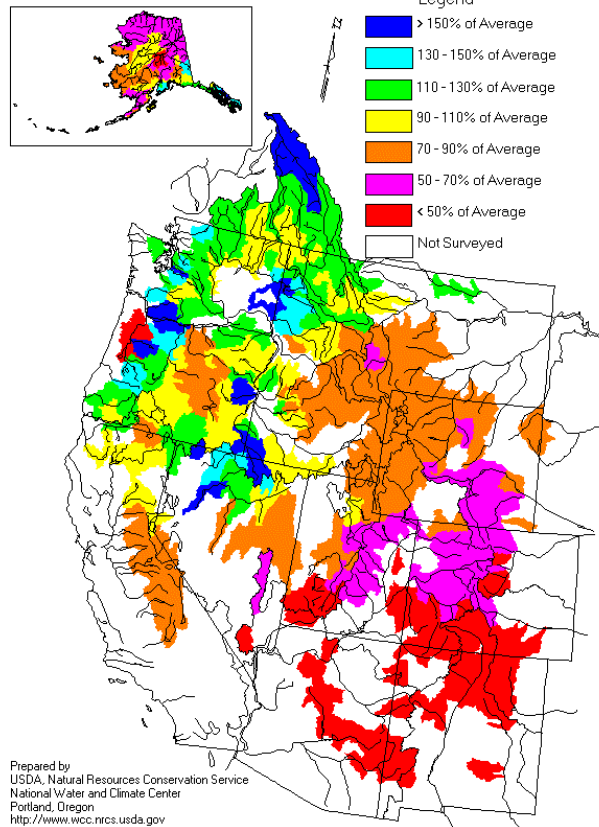 Legend
> 150% of Average
130 - 150% of Average
110 - 130% of Average
90 - 110% of Average
70 - 90% of Average
50 - 70% of Average
< 50% of Average
Not Surveyed
Prepared by
USDA, Natural Resources Conservation Service
National Water and Climate Center
Portland, Oregon
http://www.wcc.nrcs.usda.gov